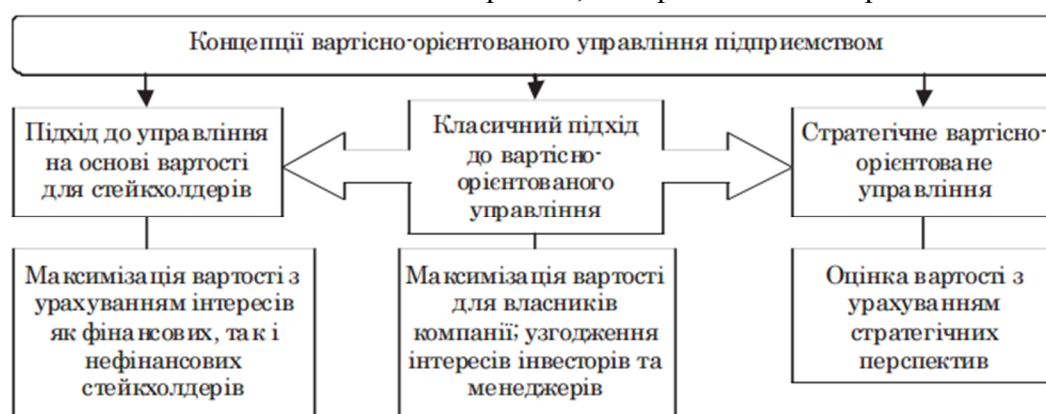 Концепції вартісно-орієнтованого управління підприємством
Підхід до управління
на основі вартості
для стейкхолдерів
Класичний підхід
до вартісно-
орієнтованого
управління
Стратегічне вартісно-
орієнтоване
управління
Максимізація вартості з
урахуванням інтересів
як фінансових, так і
нефінансових
стейкхолдерів
Максимізація вартості
для власників
компанії; узгодження
інтересів інвесторів та
менеджерів
Оцінка вартості з
урахуванням
стратегічних
перспектив